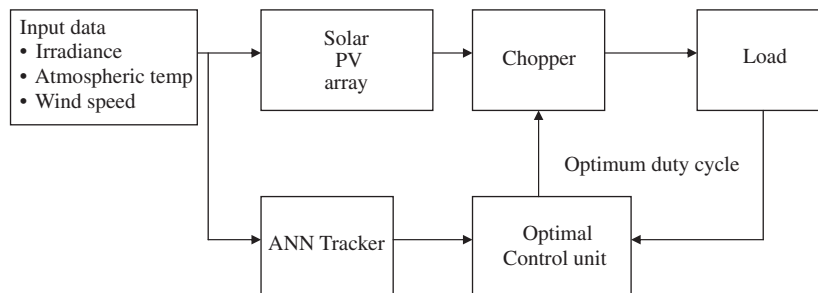 Input data
• Irradiance
• Atmospheric temp
• Wind speed
Solar
PV
array
Chopper
Load
Optimum duty cycle
ANN Tracker
Optimal
Control unit